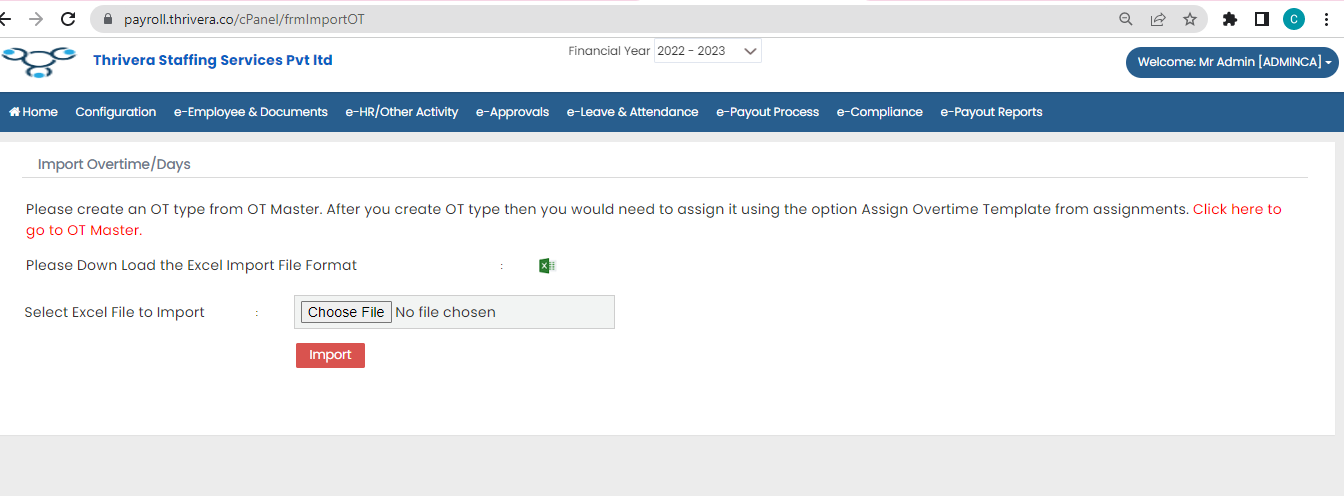 payroll.thrivera.co/cPanel/frmImportOT
C
Thrivera Staffing Services Pvt ltd
Financial Year 2022 - 2023
Welcome: Mr Admin [ADMINCA]
Home Configuration e-Employee & Documents e-HR/Other Activity e-Approvals e-Leave & Attendance e-Payout Process e-Compliance e-Payout Reports
Import Overtime/Days
Please create an OT type from OT Master. After you create OT type then you would need to assign it using the option Assign Overtime Template from assignments. Click here to
go to OT Master.
Please Down Load the Excel Import File Format :
Select Excel File to Import : Choose File No file chosen
Import